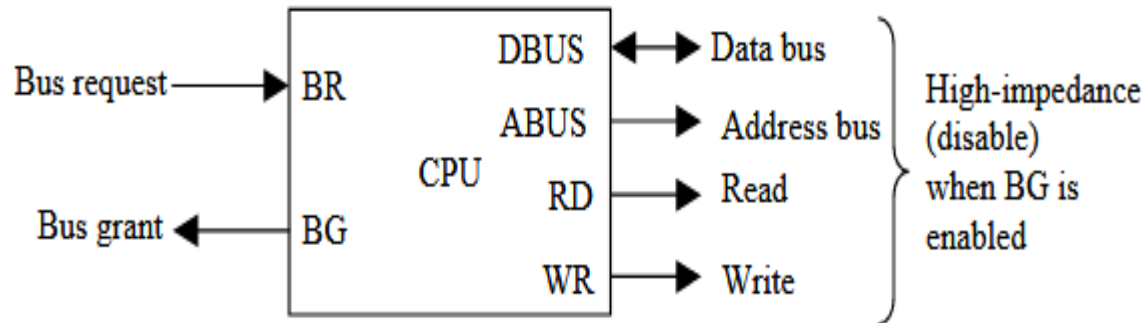 Bus request
BR
Bus grant
BG
CPU
DBUS
Data bus
ABUS
Address bus
RD
Read
WR
Write
High-impedance
(disable)
when BG is
enabled